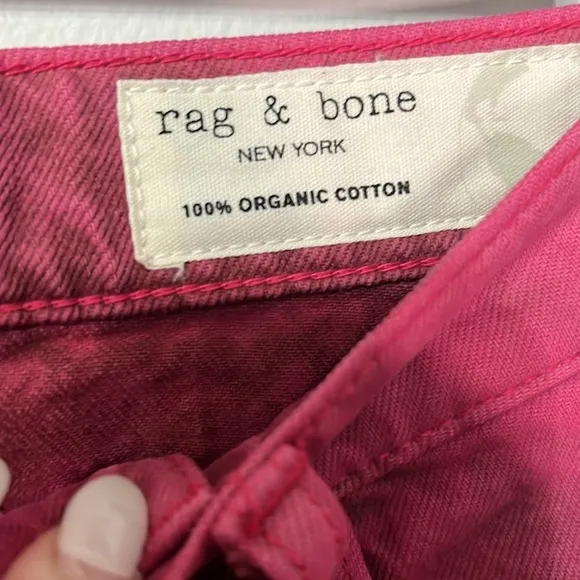 rag & bone
NEW YORK
100% ORGANIC COTTON